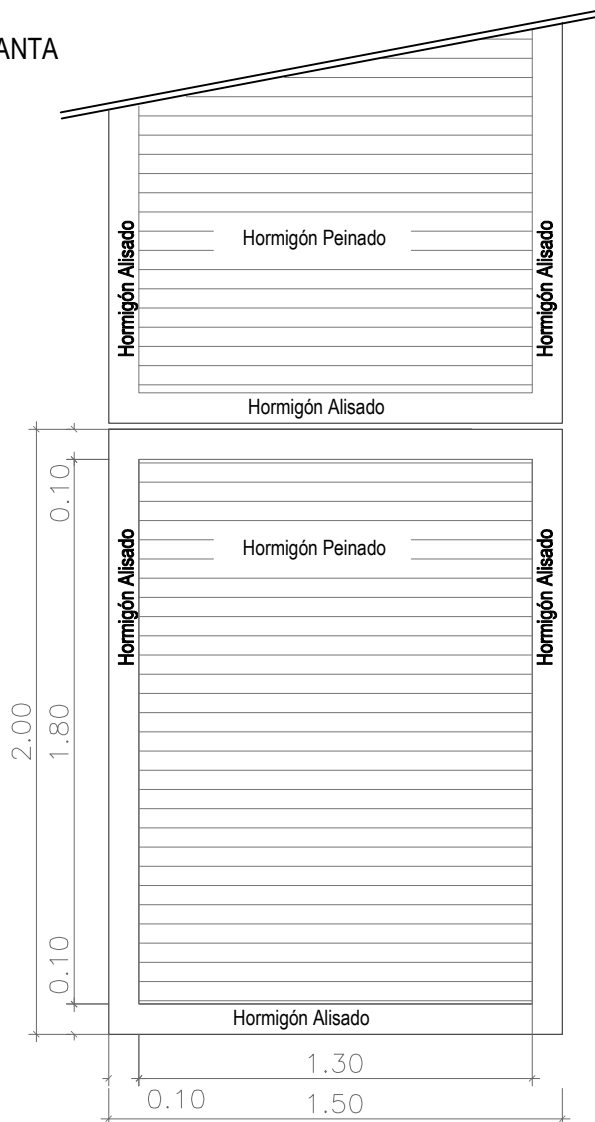 ANTA
Hormigón Alisado
Hormigón Peinado
Hormigón Alisado
Hormigón Alisado
0.10
Hormigón Peinado
Hormigón Alisado
Hormigón Alisado
2.00
1.80
0.10
Hormigón Alisado
1.30
0.10
1.50